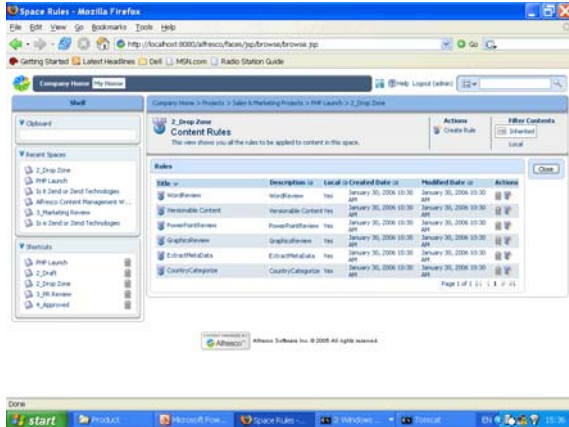 Space Rules - Mozilla Firefox
File Edit View Go Bookmarks Tools Help
http://localhost:8080/alfresco/faces/jsp/browse/browse.jsp
Go
Getting Started Latest Headlines Dell MSN.com Radio Station Guide
Company Home My Home
Help Logout (admin)
Shelf
Company Home > Projects > Sales & Marketing Projects > PHP Launch > 2_Drop Zone
Clipboard
2_Drop Zone
Content Rules
This view shows you all the rules to be applied to content in this space.
Actions
Create Rule
Filter Contents
Inherited
Local
Recent Spaces
2_Drop Zone
PHP Launch
Is it Zend or Zend Technologies
Alfresco Content Management W...
3_Marketing Review
Is it Zend or Zend Technologies
Shortcuts
PHP Launch
2_Draft
2_Drop Zone
3_PR Review
4_Approved
Rules
Close
Title Description Local Created Date Modified Date Actions
WordReview WordReview Yes January 30, 2006 10:30 AM January 30, 2006 10:30 AM
Versionable Content Versionable Content Yes January 30, 2006 10:30 AM January 30, 2006 10:30 AM
PowerPointReview PowerPointReview Yes January 30, 2006 10:30 AM January 30, 2006 10:30 AM
GraphicsReview GraphicsReview Yes January 30, 2006 10:30 AM January 30, 2006 10:30 AM
ExtractMetaData ExtractMetaData Yes January 30, 2006 10:30 AM January 30, 2006 10:30 AM
CountryCategorize CountryCategorize Yes January 30, 2006 10:30 AM January 30, 2006 10:30 AM
Page 1 of 1
1
Alfresco
Alfresco Software Inc. © 2005 All rights reserved.
Done
start Product Microsoft Pow... Space Rules -... 2 Windows ... Tomcat EN 15:36